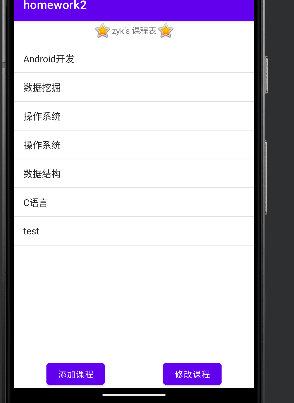 homework2
zyk's 课程表
Android开发
数据挖掘
操作系统
操作系统
数据结构
C语言
test
添加课程
修改课程